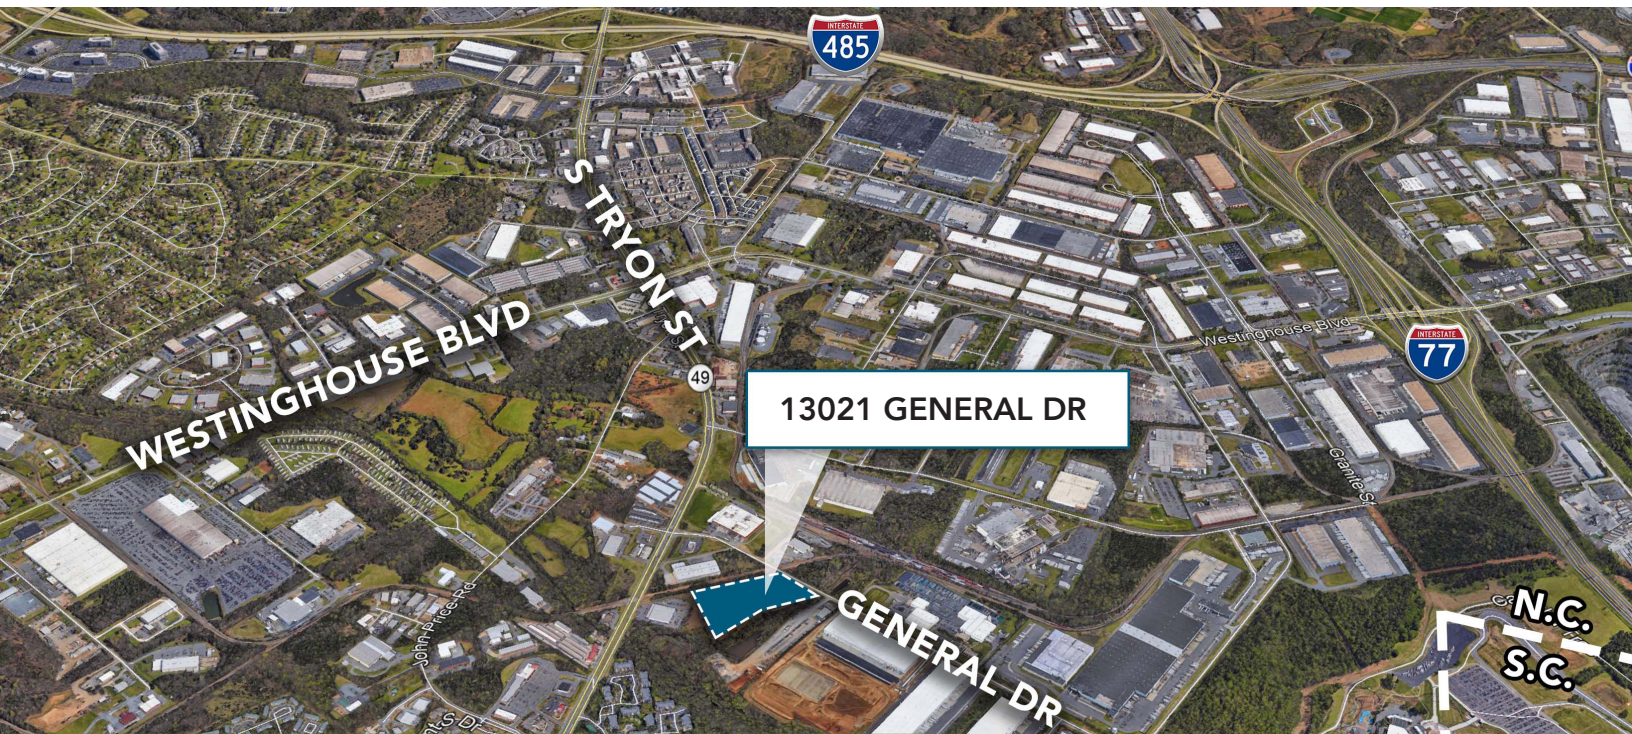 INTERSTATE
485
S TRYON ST
WESTINGHOUSE BLVD
Westinghouse Blvd
INTERSTATE
77
49
13021 GENERAL DR
Granite St
John Price Rd
GENERAL DR
N.C.
S.C.